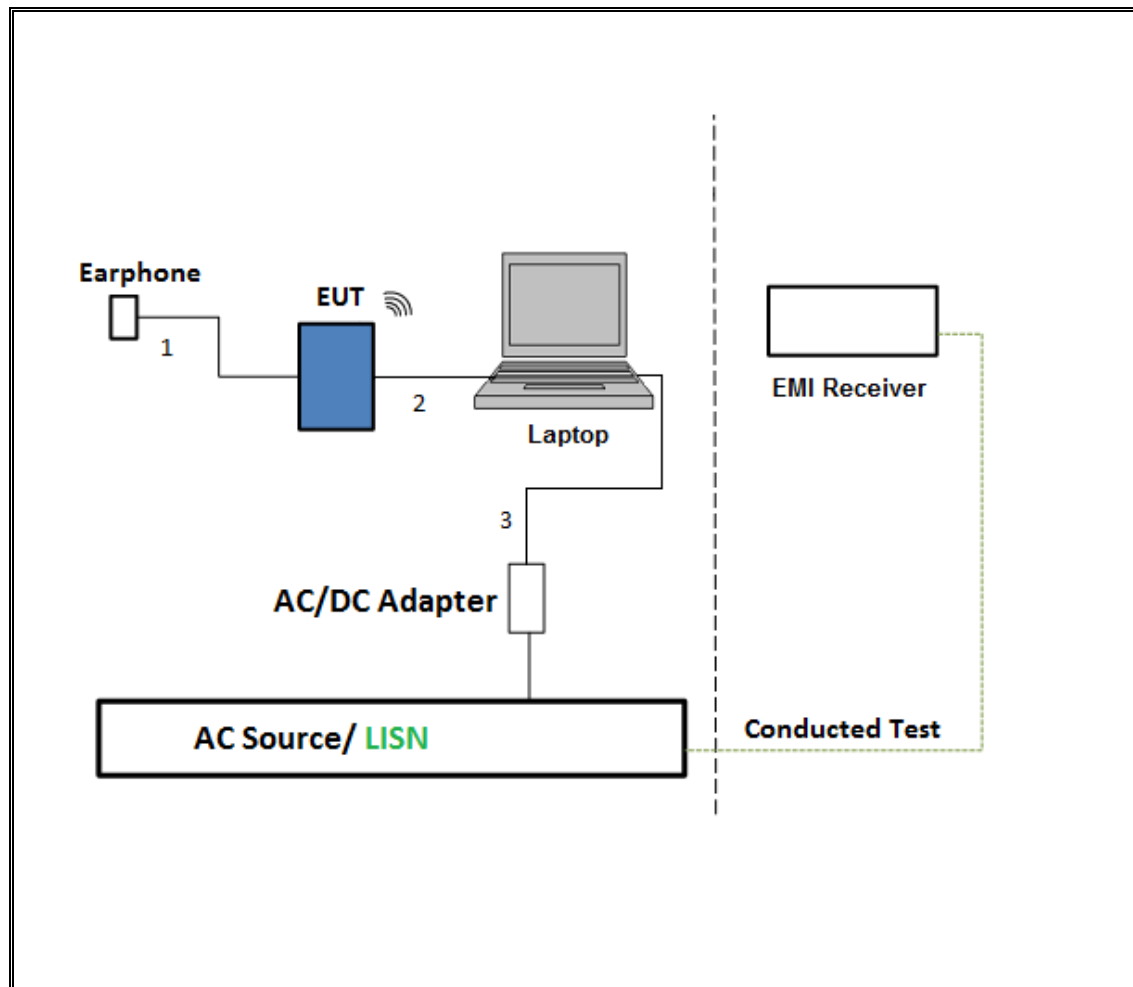 Earphone
1
EUT
2
Laptop
EMI Receiver
3
AC/DC Adapter
AC Source/ LISN
Conducted Test